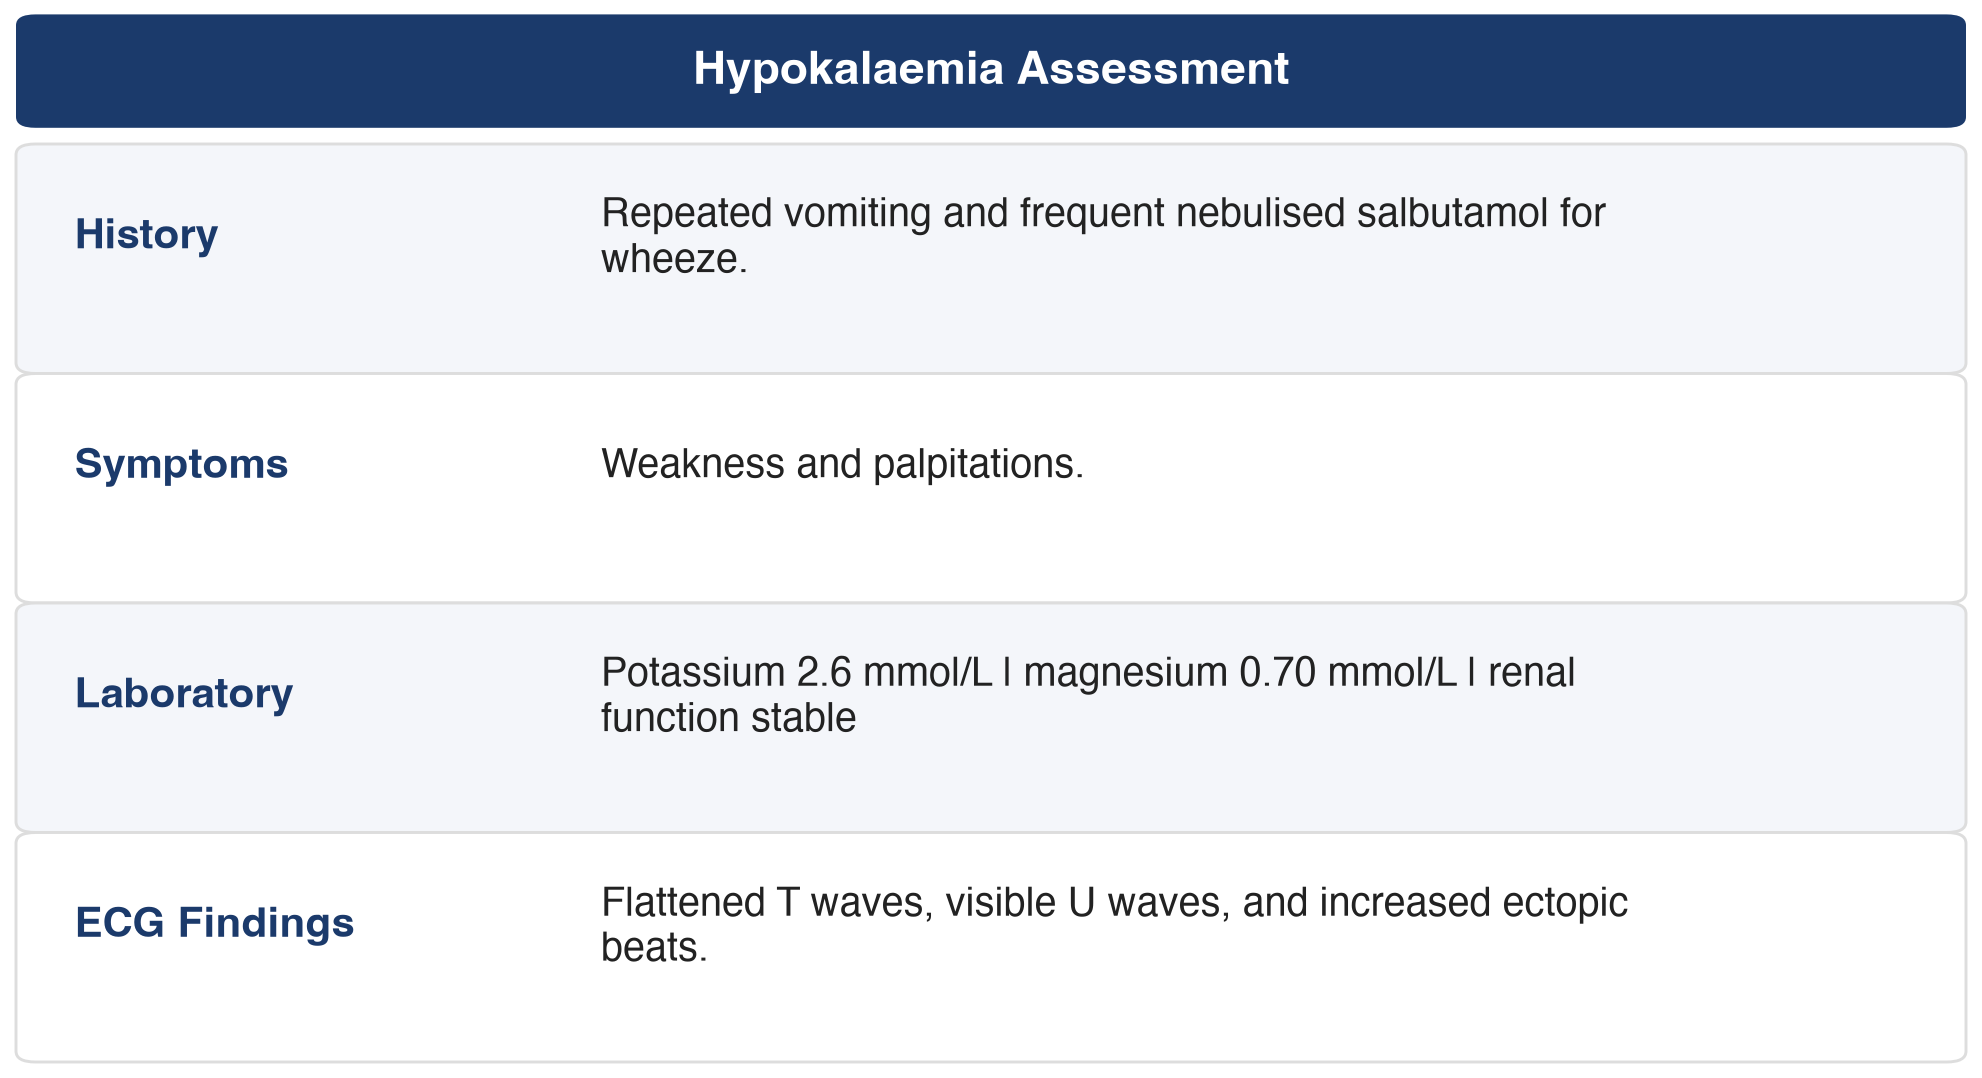 Hypokalaemia Assessment
History
Repeated vomiting and frequent nebulised salbutamol for
wheeze.
Symptoms
Weakness and palpitations.
Laboratory
Potassium 2.6 mmol/L | magnesium 0.70 mmol/L | renal
function stable
ECG Findings
Flattened T waves, visible U waves, and increased ectopic
beats.